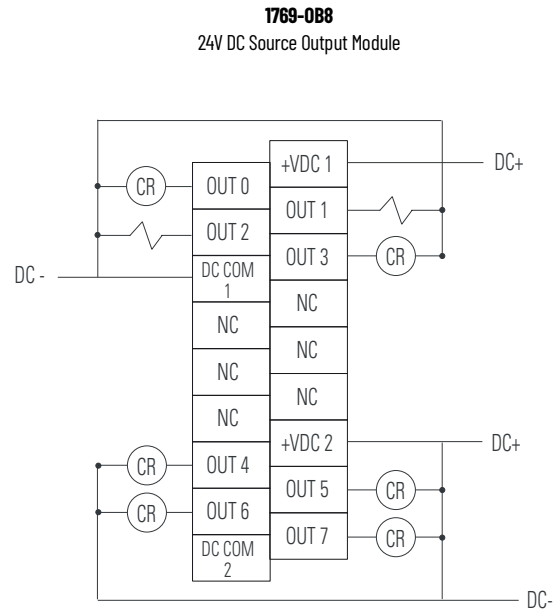 1769-OB8
24V DC Source Output Module
+VDC 1
DC+
CR
OUT 0
OUT 1
OUT 2
OUT 3
CR
DC -
DC COM
1
NC
NC
NC
NC
NC
NC
+VDC 2
DC+
CR
OUT 4
OUT 5
CR
CR
OUT 6
OUT 7
CR
DC COM
2
DC-